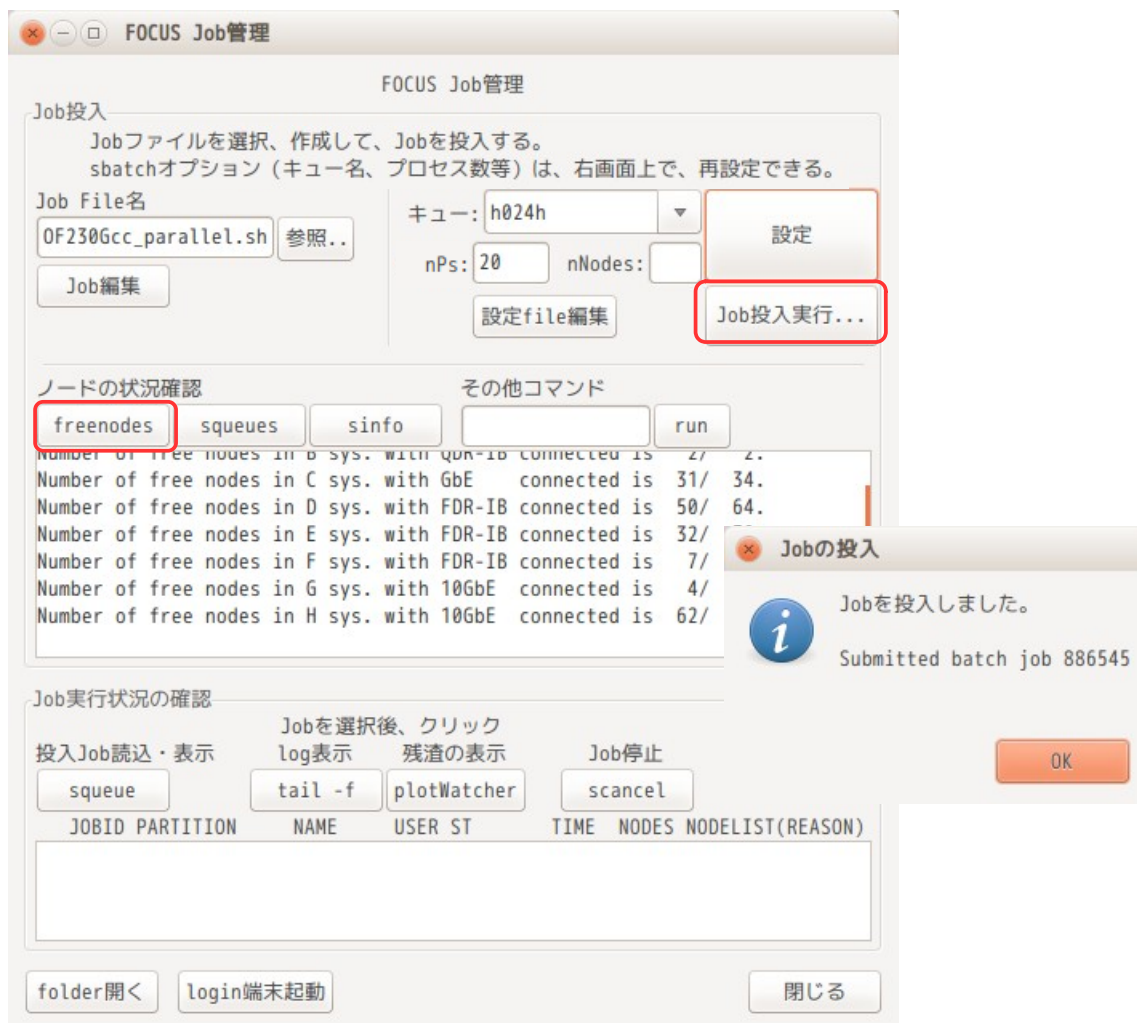 FOCUS Job管理
FOCUS Job管理
Job投入
Jobファイルを選択、作成して、Jobを投入する。
sbatchオプション（キュー名、プロセス数等）は、右画面上で、再設定できる。
Job File名
OF230Gcc_parallel.sh 参照..
Job編集
キュー: h024h
nPs: 20 nNodes:
設定file編集
設定
Job投入実行...
ノードの状況確認 その他コマンド
freenodes squeues sinfo run
Number of free nodes in B sys. with QDR-IB connected is 2/ 2.
Number of free nodes in C sys. with GbE connected is 31/ 34.
Number of free nodes in D sys. with FDR-IB connected is 50/ 64.
Number of free nodes in E sys. with FDR-IB connected is 32/
Number of free nodes in F sys. with FDR-IB connected is 7/
Number of free nodes in G sys. with 10GbE connected is 4/
Number of free nodes in H sys. with 10GbE connected is 62/
Jobの投入
Jobを投入しました。
Submitted batch job 886545
OK
Job実行状況の確認
Jobを選択後、クリック
投入Job読込・表示 log表示 残渣の表示 Job停止
squeue tail -f plotWatcher scancel
JOBID PARTITION NAME USER ST TIME NODES NODELIST(REASON)
folder開く login端末起動 閉じる